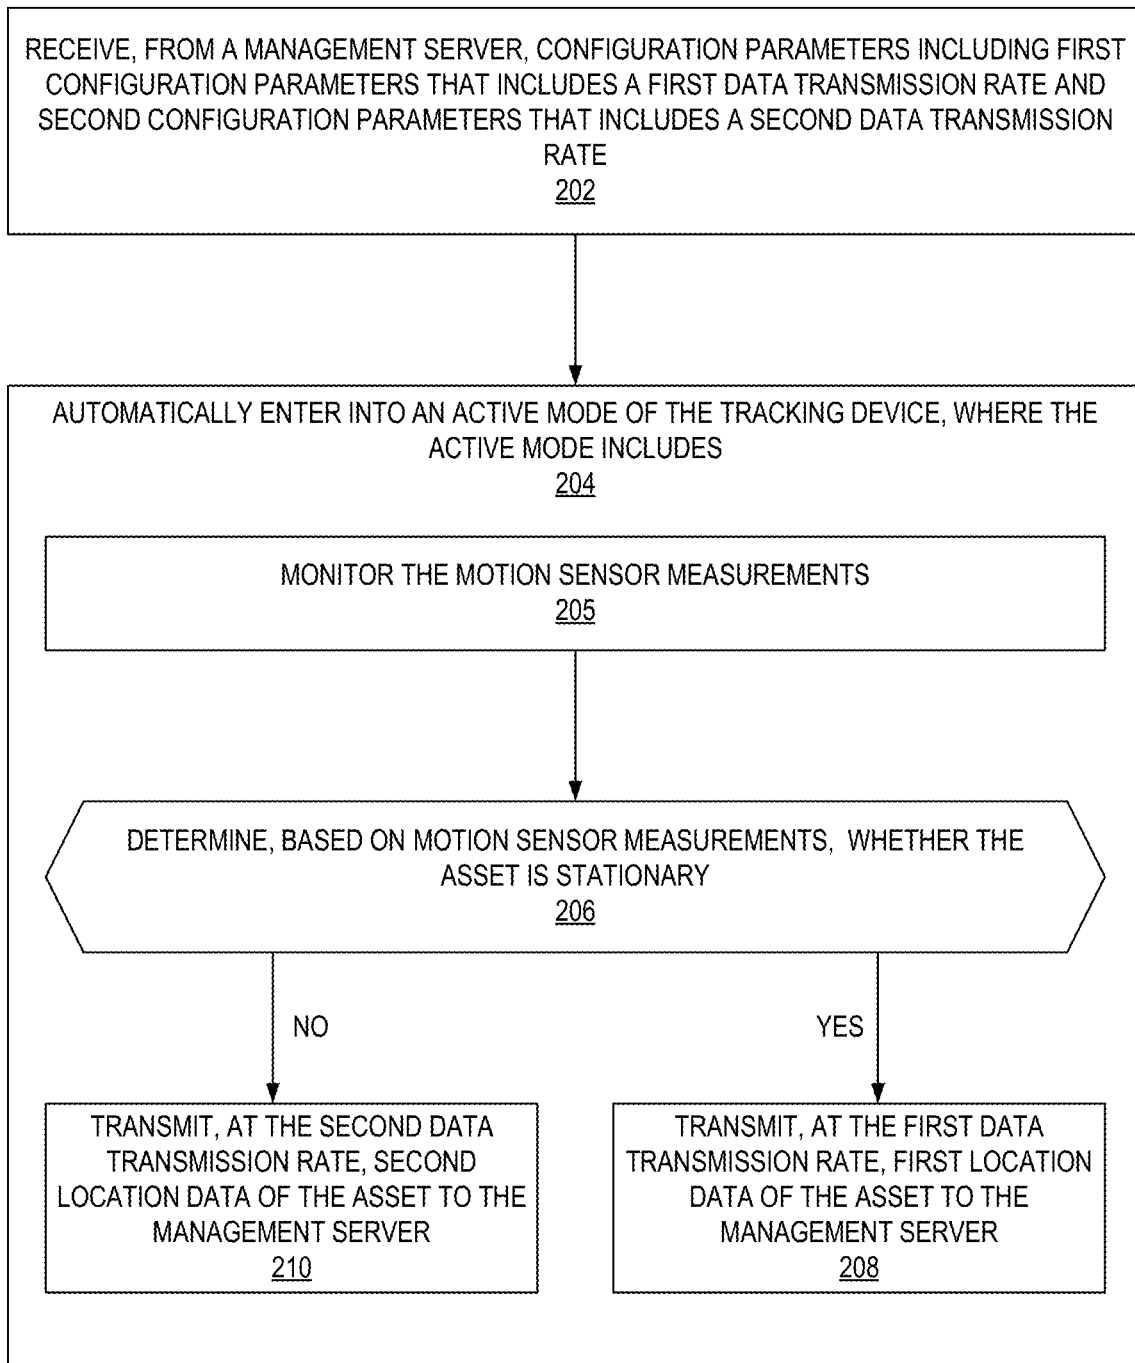 RECEIVE, FROM A MANAGEMENT SERVER, CONFIGURATION PARAMETERS INCLUDING FIRST
CONFIGURATION PARAMETERS THAT INCLUDES A FIRST DATA TRANSMISSION RATE AND
SECOND CONFIGURATION PARAMETERS THAT INCLUDES A SECOND DATA TRANSMISSION
RATE
202
AUTOMATICALLY ENTER INTO AN ACTIVE MODE OF THE TRACKING DEVICE, WHERE THE
ACTIVE MODE INCLUDES
204
MONITOR THE MOTION SENSOR MEASUREMENTS
205
DETERMINE, BASED ON MOTION SENSOR MEASUREMENTS, WHETHER THE
ASSET IS STATIONARY
206
NO
YES
TRANSMIT, AT THE SECOND DATA
TRANSMISSION RATE, SECOND
LOCATION DATA OF THE ASSET TO THE
MANAGEMENT SERVER
210
TRANSMIT, AT THE FIRST DATA
TRANSMISSION RATE, FIRST LOCATION
DATA OF THE ASSET TO THE
MANAGEMENT SERVER
208